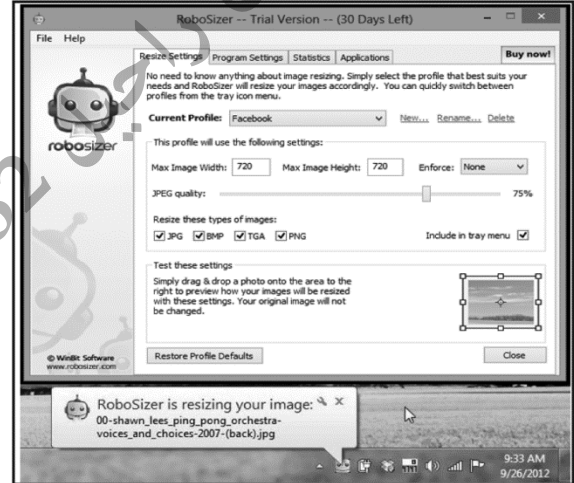 RoboSizer -- Trial Version -- (30 Days Left)
File Help
Resize Settings Program Settings Statistics Applications Buy now!
No need to know anything about image resizing. Simply select the profile that best suits your
needs and RoboSizer will resize your images accordingly. You can quickly switch between
profiles from the tray icon menu.
Current Profile: Facebook New... Rename... Delete
robosizer
This profile will use the following settings:
Max Image Width: 720 Max Image Height: 720 Enforce: None
JPEG quality: 75%
Resize these types of images:
JPG BMP TGA PNG Include in tray menu
Test these settings
Simply drag & drop a photo onto the area to the
right to preview how your images will be resized
with these settings. Your original image will not
be changed.
© WinBit Software
www.robosizer.com
Restore Profile Defaults Close
RoboSizer is resizing your image:
00-shawn_lees_ping_pong_orchestra-
voices_and_choices-2007-(back).jpg
9:33 AM
9/26/2012